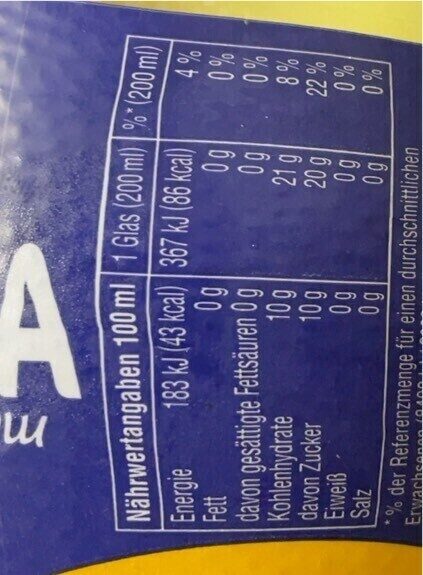 A
nu
Nährwertangaben 100 ml 1 Glas (200 ml) %* (200 ml)
Energie 183 kJ (43 kcal) 367 kJ (86 kcal) 4 %
Fett 0 g 0 g 0 %
davon gesättigte Fettsäuren 0 g 0 g 0 %
Kohlenhydrate 10 g 21 g 8 %
davon Zucker 10 g 20 g 22 %
Eiweiß 0 g 0 g 0 %
Salz 0 g 0 g 0 %
* % der Referenzmenge für einen durchschnittlichen
Erwachsenen